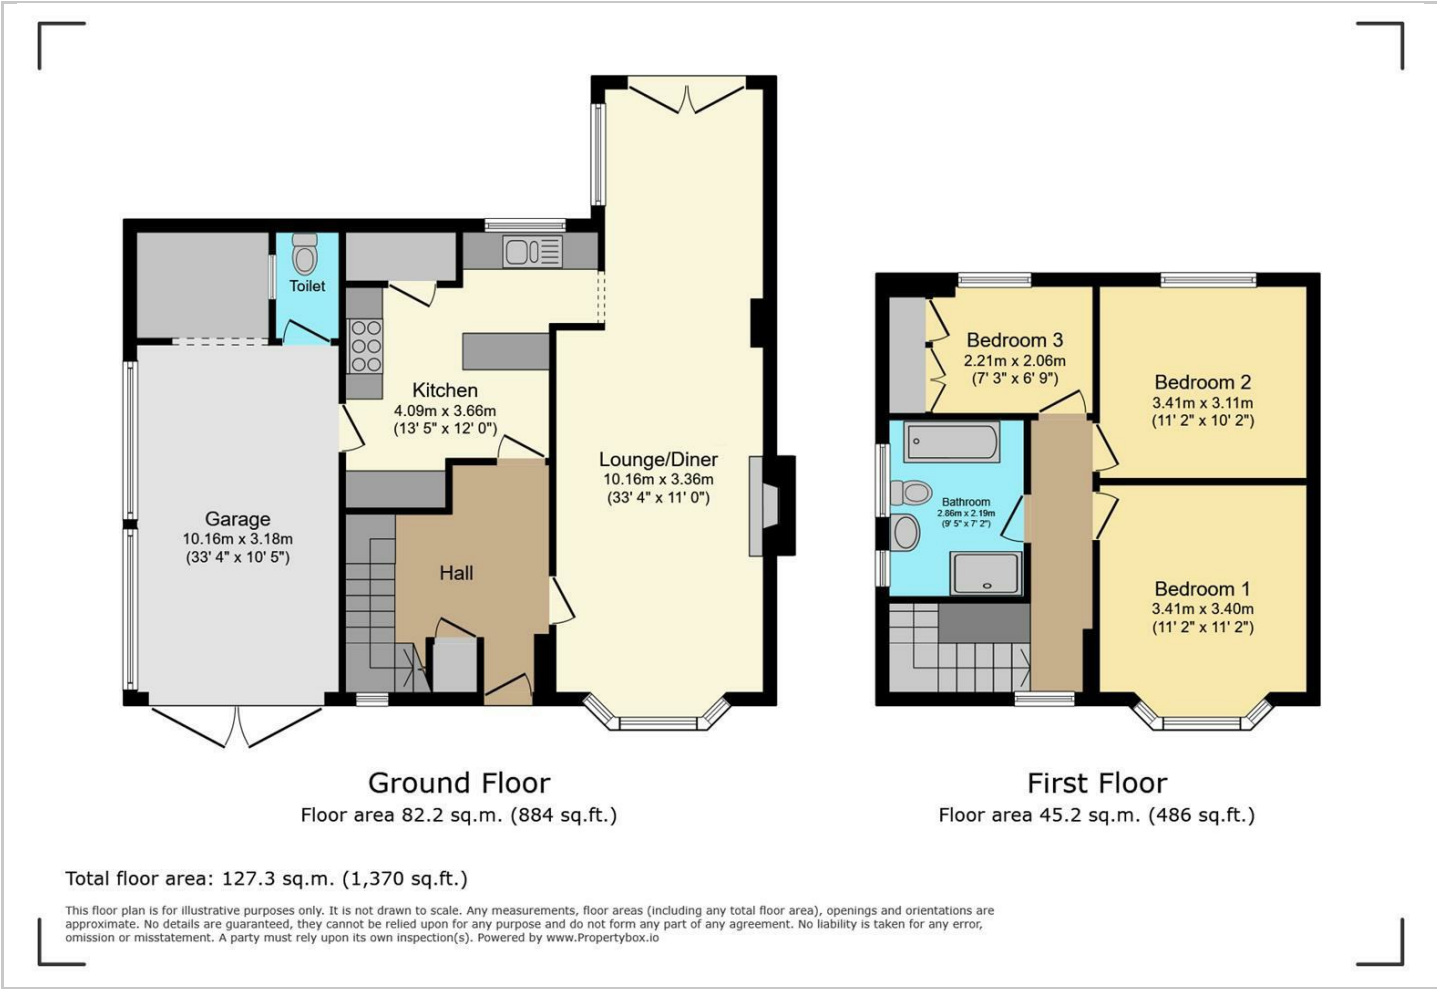 Toilet
Kitchen
4.09m x 3.66m
(13' 5" x 12' 0")
Lounge/Diner
10.16m x 3.36m
(33' 4" x 11' 0")
Garage
10.16m x 3.18m
(33' 4" x 10' 5")
Hall
Bedroom 3
2.21m x 2.06m
(7' 3" x 6' 9")
Bedroom 2
3.41m x 3.11m
(11' 2" x 10' 2")
Bathroom
2.86m x 2.19m
(9' 5" x 7' 2")
Bedroom 1
3.41m x 3.40m
(11' 2" x 11' 2")
Ground Floor
Floor area 82.2 sq.m. (884 sq.ft.)
First Floor
Floor area 45.2 sq.m. (486 sq.ft.)
Total floor area: 127.3 sq.m. (1,370 sq.ft.)
This floor plan is for illustrative purposes only. It is not drawn to scale. Any measurements, floor areas (including any total floor area), openings and orientations are
approximate. No details are guaranteed, they cannot be relied upon for any purpose and do not form any part of any agreement. No liability is taken for any error,
omission or misstatement. A party must rely upon its own inspection(s). Powered by www.Propertybox.io